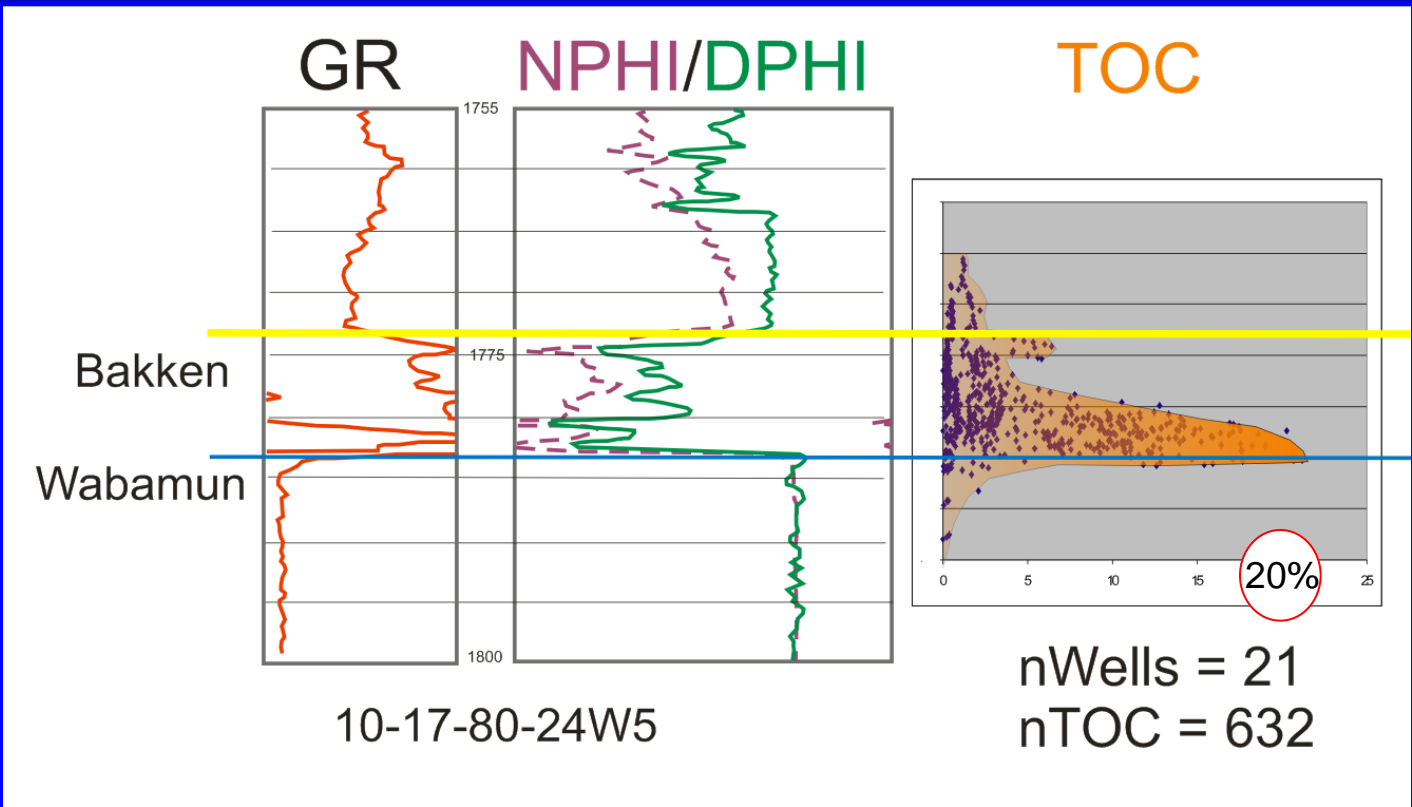 GR
NPHI/DPHI
TOC
1755
Bakken
1775
Wabamun
1800
0 5 10 15 20% 25
10-17-80-24W5
nWells = 21
nTOC = 632